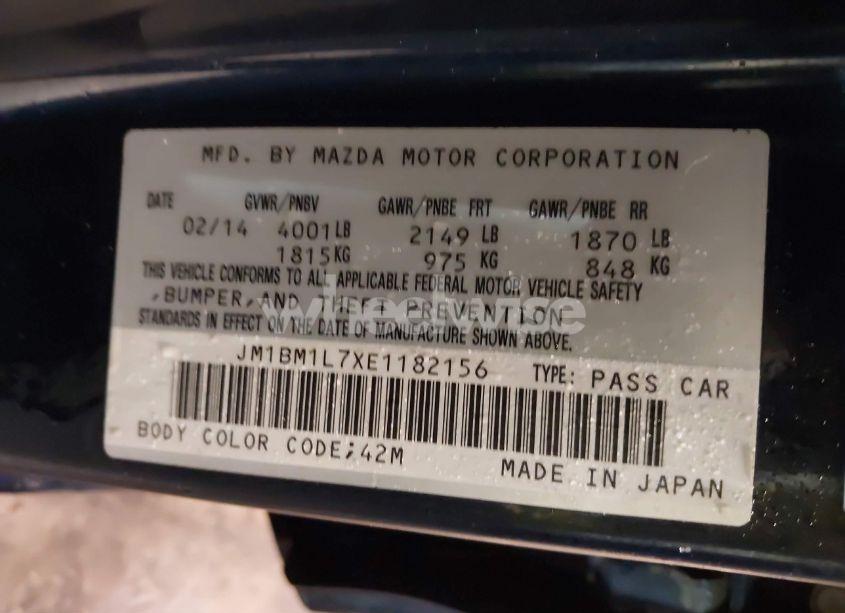 MFD. BY MAZDA MOTOR CORPORATION
DATE GVWR/PNBV GAWR/PNBE FRT GAWR/PNBE RR
02/14 4001LB 2149 LB 1870 LB
1815KG 975 KG 848 KG
THIS VEHICLE CONFORMS TO ALL APPLICABLE FEDERAL MOTOR VEHICLE SAFETY
,BUMPER,AND THEFT PREVENTION
STANDARDS IN EFFECT ON THE DATE OF MANUFACTURE SHOWN ABOVE.
wheelwise
JM1BM1L7XE1182156 TYPE: PASS CAR
BODY COLOR CODE;42M
MADE IN JAPAN